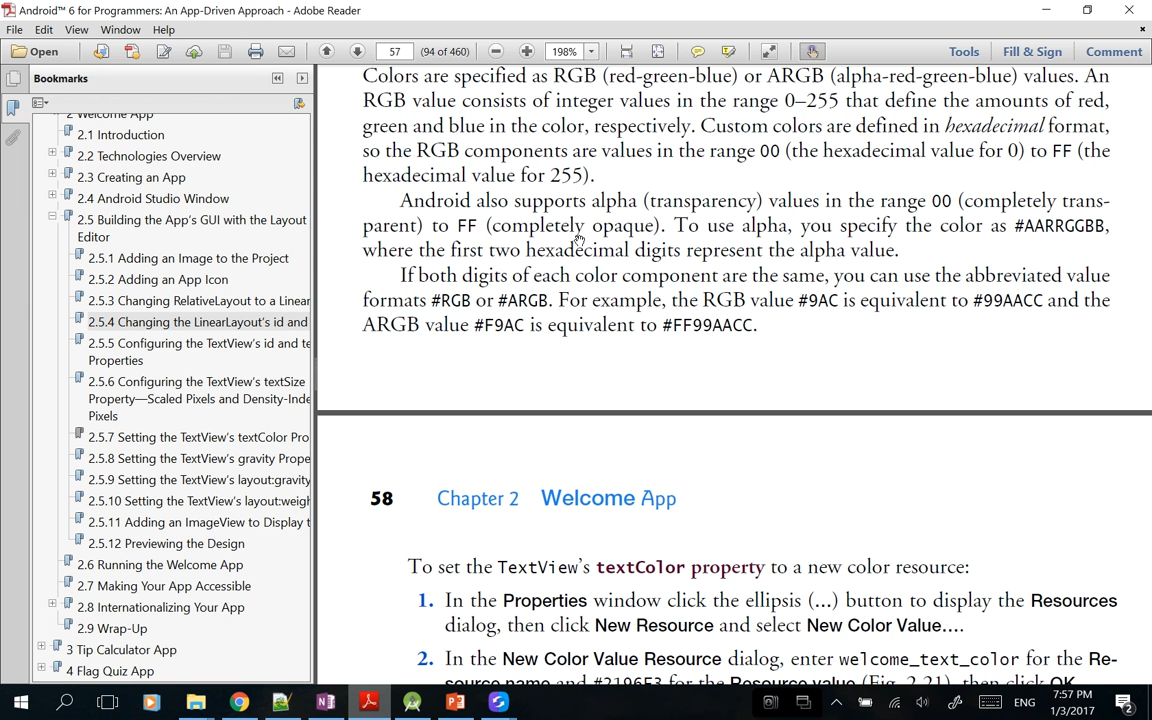 Android™ 6 for Programmers: An App-Driven Approach - Adobe Reader
File Edit View Window Help
Open 57 (94 of 460) 198% Tools Fill & Sign Comment
Bookmarks
2 Welcome App
2.1 Introduction
2.2 Technologies Overview
2.3 Creating an App
2.4 Android Studio Window
2.5 Building the App's GUI with the Layout
Editor
2.5.1 Adding an Image to the Project
2.5.2 Adding an App Icon
2.5.3 Changing RelativeLayout to a Linear
2.5.4 Changing the LinearLayout's id and
2.5.5 Configuring the TextView's id and te
Properties
2.5.6 Configuring the TextView's textSize
Property—Scaled Pixels and Density-Inde
Pixels
2.5.7 Setting the TextView's textColor Pro
2.5.8 Setting the TextView's gravity Prope
2.5.9 Setting the TextView's layout:gravity
2.5.10 Setting the TextView's layout:weigh
2.5.11 Adding an ImageView to Display t
2.5.12 Previewing the Design
2.6 Running the Welcome App
2.7 Making Your App Accessible
2.8 Internationalizing Your App
2.9 Wrap-Up
3 Tip Calculator App
4 Flag Quiz App
Colors are specified as RGB (red-green-blue) or ARGB (alpha-red-green-blue) values. An
RGB value consists of integer values in the range 0–255 that define the amounts of red,
green and blue in the color, respectively. Custom colors are defined in hexadecimal format,
so the RGB components are values in the range 00 (the hexadecimal value for 0) to FF (the
hexadecimal value for 255).
Android also supports alpha (transparency) values in the range 00 (completely trans-
parent) to FF (completely opaque). To use alpha, you specify the color as #AARRGGBB,
where the first two hexadecimal digits represent the alpha value.
If both digits of each color component are the same, you can use the abbreviated value
formats #RGB or #ARGB. For example, the RGB value #9AC is equivalent to #99AACC and the
ARGB value #F9AC is equivalent to #FF99AACC.
58 Chapter 2 Welcome App
To set the TextView's textColor property to a new color resource:
1. In the Properties window click the ellipsis (...) button to display the Resources
dialog, then click New Resource and select New Color Value....
2. In the New Color Value Resource dialog, enter welcome_text_color for the Re-
source name and #2196F3 for the Resource value (Fig. 2.21), then click OK.
ENG
7:57 PM
1/3/2017
2